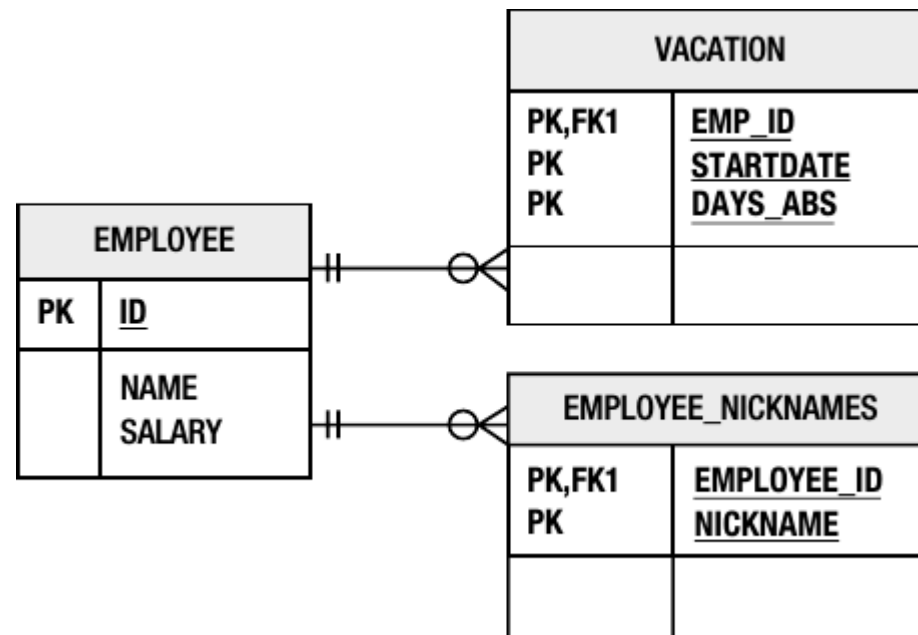 VACATION
PK,FK1 EMP_ID
PK STARTDATE
PK DAYS_ABS
EMPLOYEE
PK ID
NAME
SALARY
EMPLOYEE_NICKNAMES
PK,FK1 EMPLOYEE_ID
PK NICKNAME